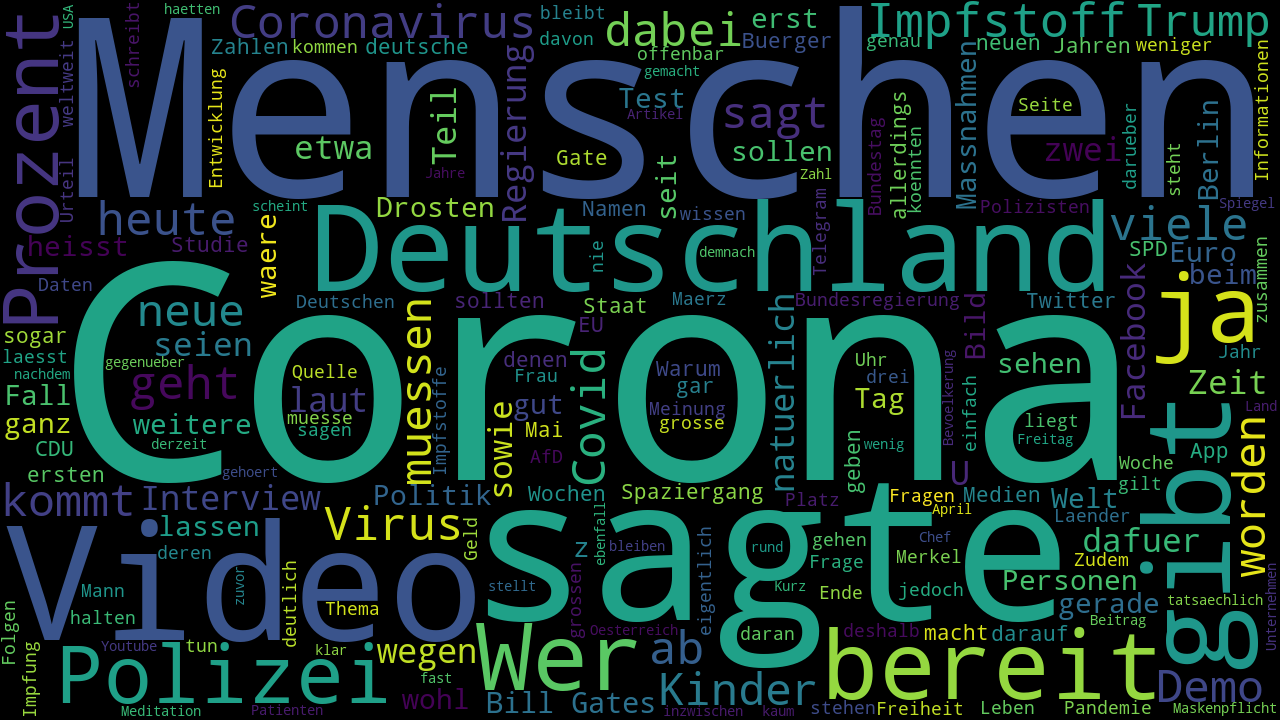 haetten
USA
schreibt
weltweit
Prozent
Menschen
Coronavirus
bleibt
dabei
erst
Impfstoff
Trump
Zahlen
kommen
deutsche
davon
offenbar
Buerger
genau
neuen
Jahren
weniger
Entwicklung
Regierung
gemacht
Test
Artikel
sagt
Massnahmen
Seite
Informationen
etwa
Teil
Gate
sollen
allerdings
koennten
zwei
darueber
steht
Berlin
Urteil
Jahre
seit
Zahl
Bundestag
heute
scheint
Drosten
Namen
wissen
Telegram
Polizisten
Spiegel
viele
heisst
Studie
waere
Deutschland
nie
demnach
SPD
Euro
zusammen
Daten
Deutschen
sollten
Staat
Maerz
Bundesregierung
Twitter
beim
neue
sogar
seien
muessen
EU
natuerlich
Bild
Facebook
ja
laesst
gegenueber
Corona
denen
Warum
Uhr
sehen
Jahr
nachdem
geht
Quelle
laut
Impfstoffe
Frau
Covid
gar
drei
Bevoelkerung
einfach
Zeit
Fall
muesse
sowie
gut
Meinung
Tag
Land
ganz
weitere
sagen
Mai
grosse
liegt
gibt
CDU
derzeit
AfD
geben
wenig
Freitag
App
worden
ersten
gehoert
U
Woche
gilt
kommt
Interview
Politik
Wochen
Spaziergang
Platz
Fragen
Medien
Welt
lassen
Virus
Geld
April
Laender
Video
deren
zuvor
z
ebenfall
bleiben
eigentlich
sagte
rund
gehen
Chef
dafuer
Frage
Merkel
Zudem
Mann
deutlich
stellt
grossen
Kurz
Ende
jedoch
Personen
halten
Thema
gerade
tatsaechlich
Unternehmen
Folgen
Oesterreich
daran
deshalb
macht
darauf
Beitrag
Youtube
tun
klar
wegen
Wer
ab
bereit
Impfung
Polizei
fast
Kinder
Demo
Meditation
Patienten
wohl
Bill Gates
inzwischen
kaum
stehen
Freiheit
Leben
Pandemie
Maskenpflicht